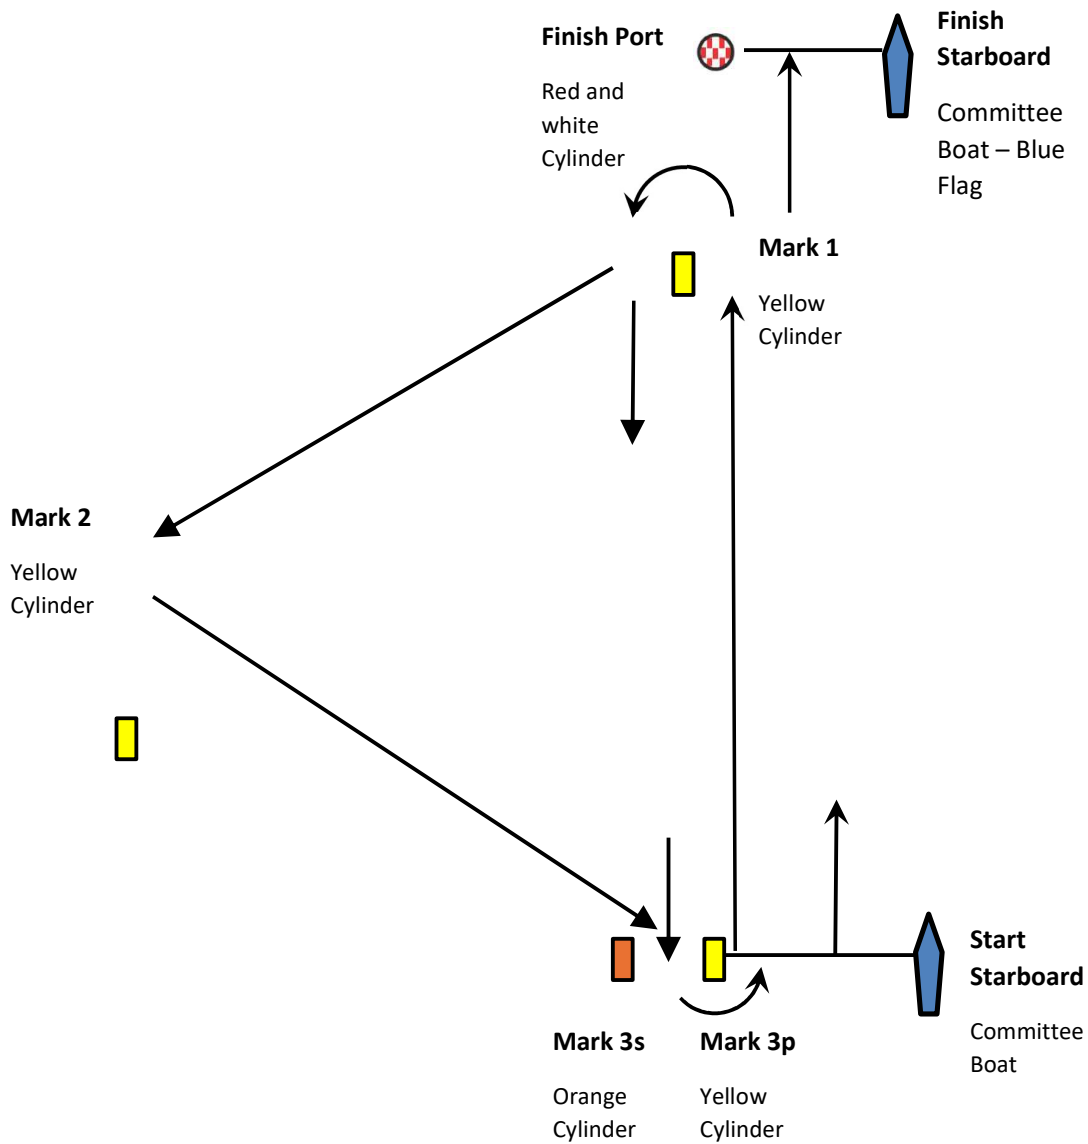 Finish Port
Red and
white
Cylinder
Finish
Starboard
Committee
Boat – Blue
Flag
Mark 1
Yellow
Cylinder
Mark 2
Yellow
Cylinder
Mark 3s
Orange
Cylinder
Mark 3p
Yellow
Cylinder
Start
Starboard
Committee
Boat